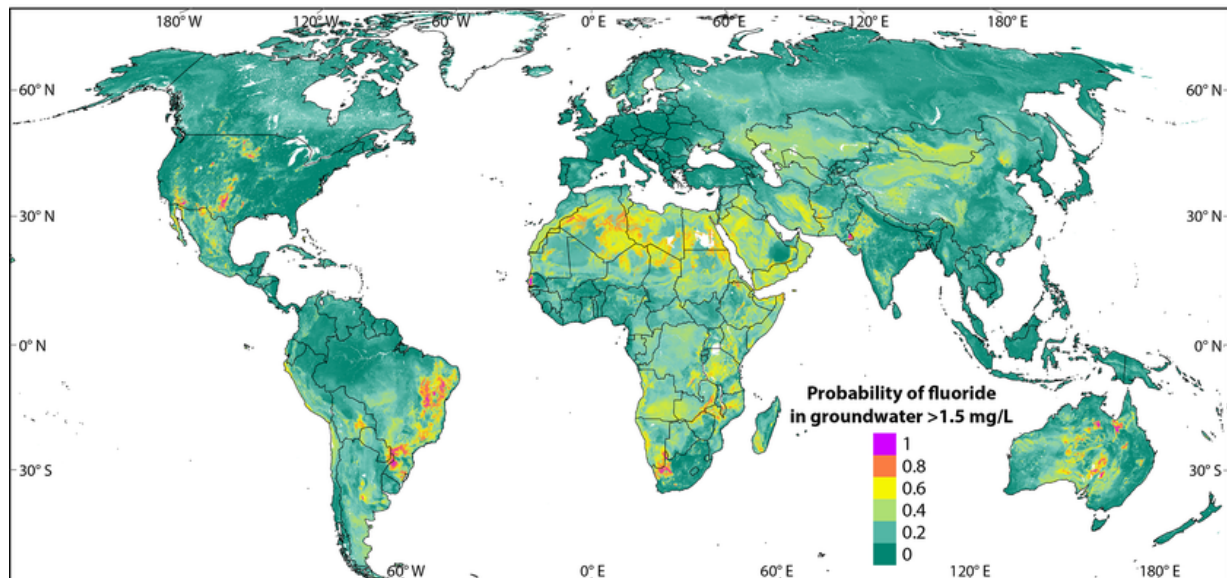 180° W 120° W 60° W 0° E 60° E 120° E 180° E
60° N 60° N
30° N 30° N
0° N 0° N
Probability of fluoride
in groundwater >1.5 mg/L
1
0.8
30° S 0.6 30° S
0.4
0.2
0
60° W 0° E 60° E 120° E 180° E